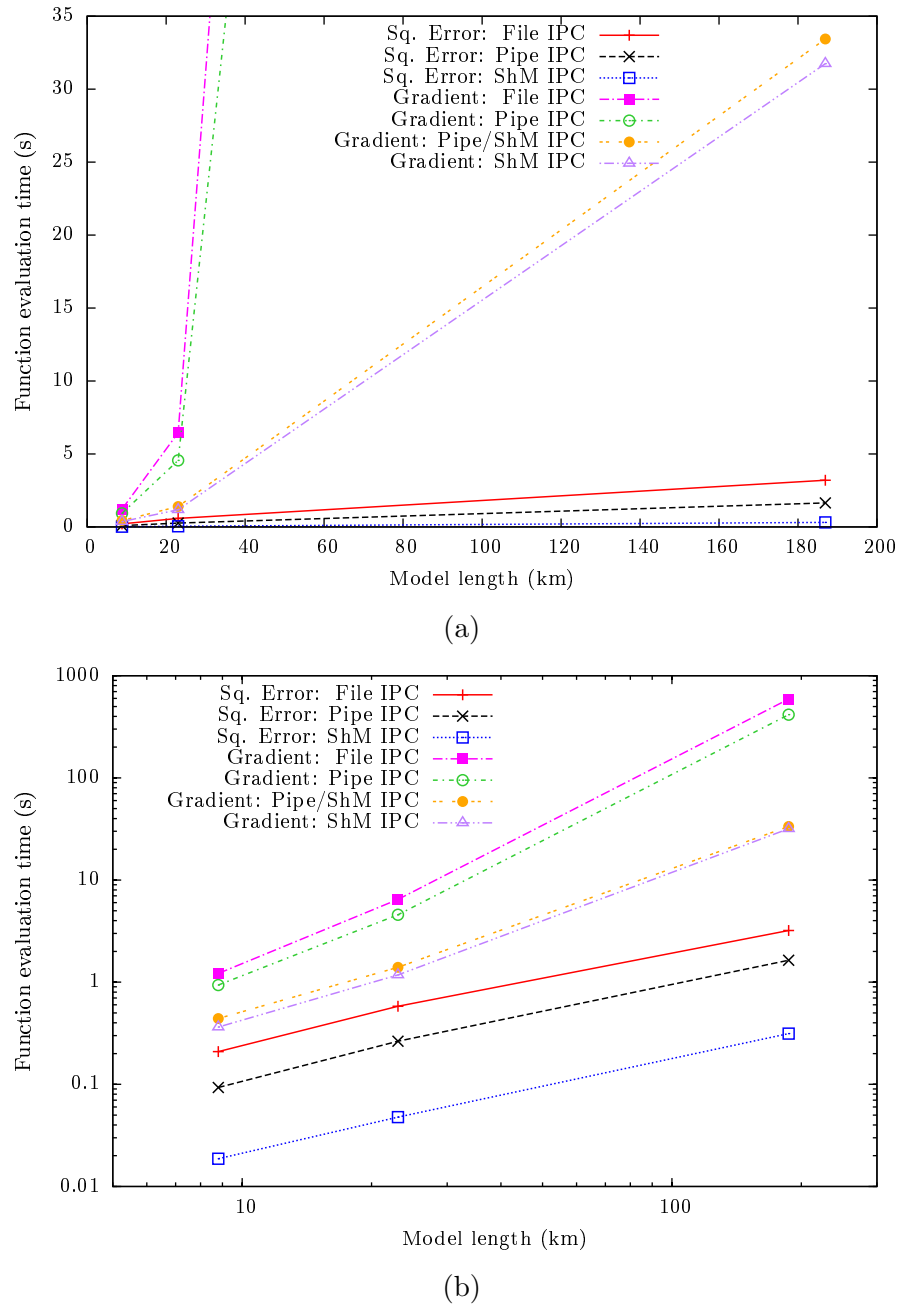 35
30
25
20
15
10
5
0
Function evaluation time (s)
Sq. Error: File IPC
Sq. Error: Pipe IPC
Sq. Error: ShM IPC
Gradient: File IPC
Gradient: Pipe IPC
Gradient: Pipe/ShM IPC
Gradient: ShM IPC
0 20 40 60 80 100 120 140 160 180 200
Model length (km)
(a)
1000
100
10
1
0.1
0.01
Function evaluation time (s)
Sq. Error: File IPC
Sq. Error: Pipe IPC
Sq. Error: ShM IPC
Gradient: File IPC
Gradient: Pipe IPC
Gradient: Pipe/ShM IPC
Gradient: ShM IPC
10 100
Model length (km)
(b)